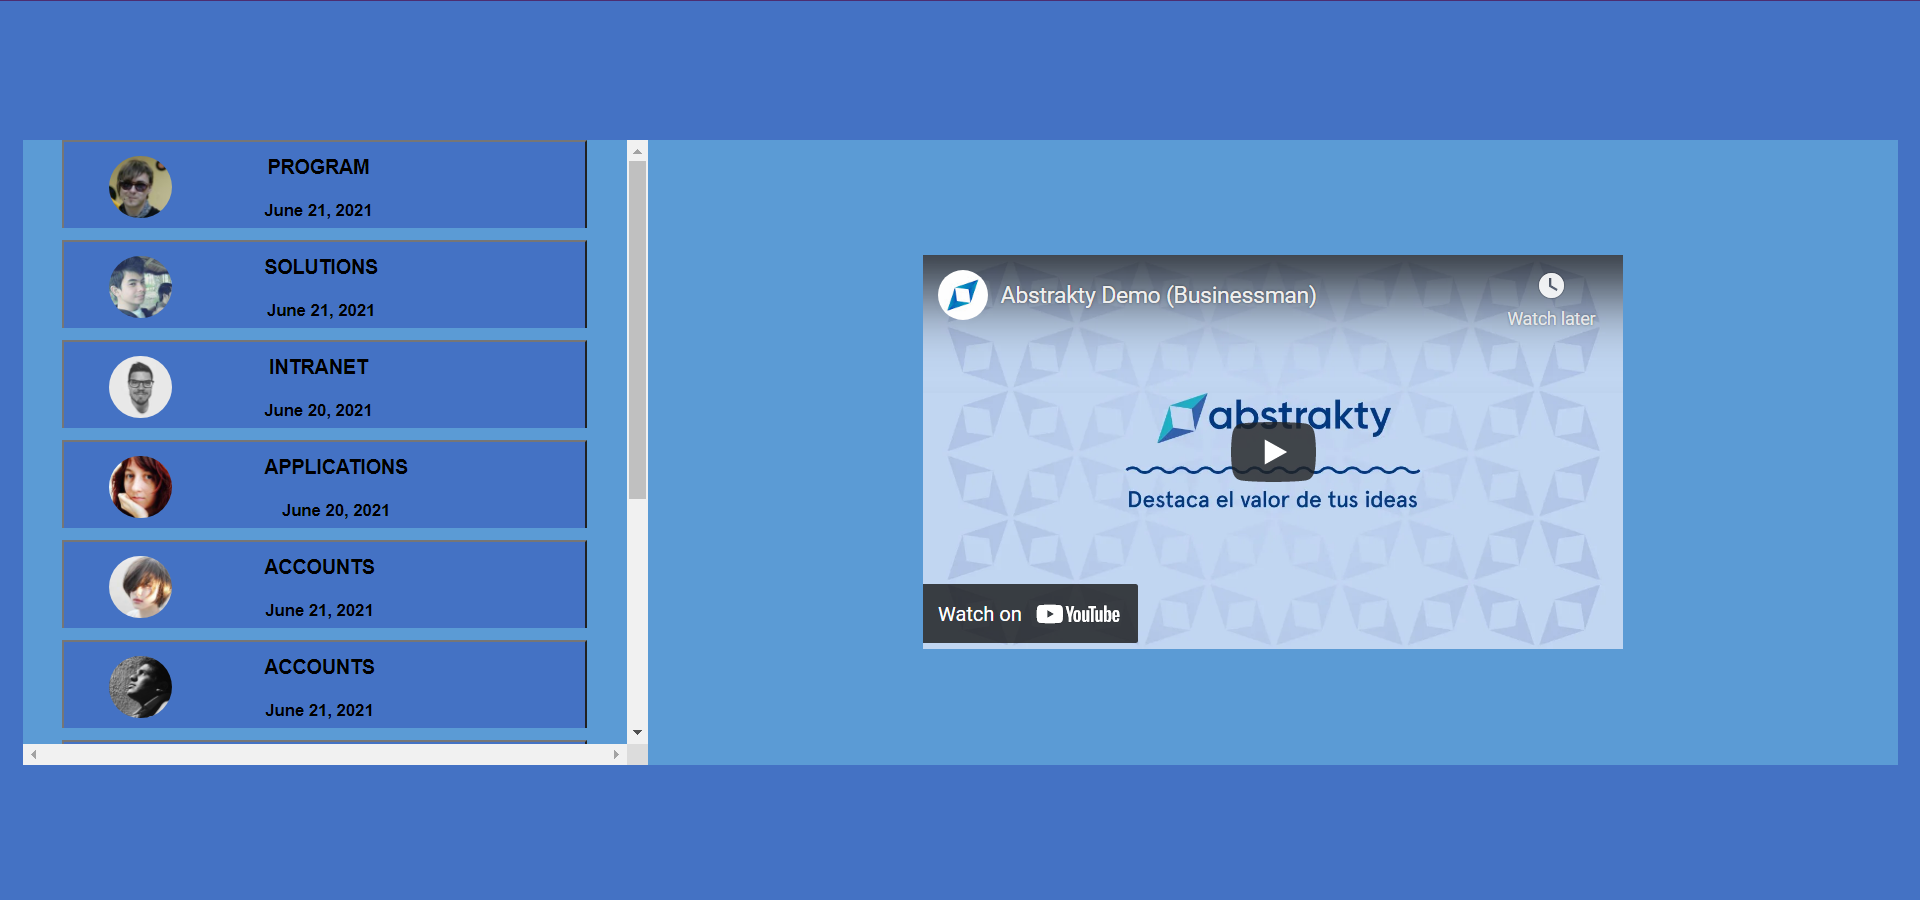 PROGRAM
June 21, 2021
SOLUTIONS
June 21, 2021
INTRANET
June 20, 2021
APPLICATIONS
June 20, 2021
ACCOUNTS
June 21, 2021
ACCOUNTS
June 21, 2021
Abstrakty Demo (Businessman)
Watch later
abstrakty
Destaca el valor de tus ideas
Watch on YouTube